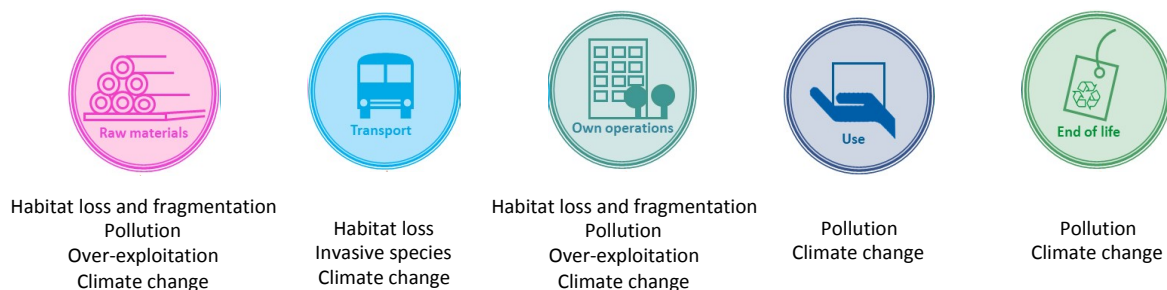 Raw materials
Transport
Own operations
Use
End of life
Habitat loss and fragmentation
Pollution
Over-exploitation
Climate change
Habitat loss
Invasive species
Climate change
Habitat loss and fragmentation
Pollution
Over-exploitation
Climate change
Pollution
Climate change
Pollution
Climate change